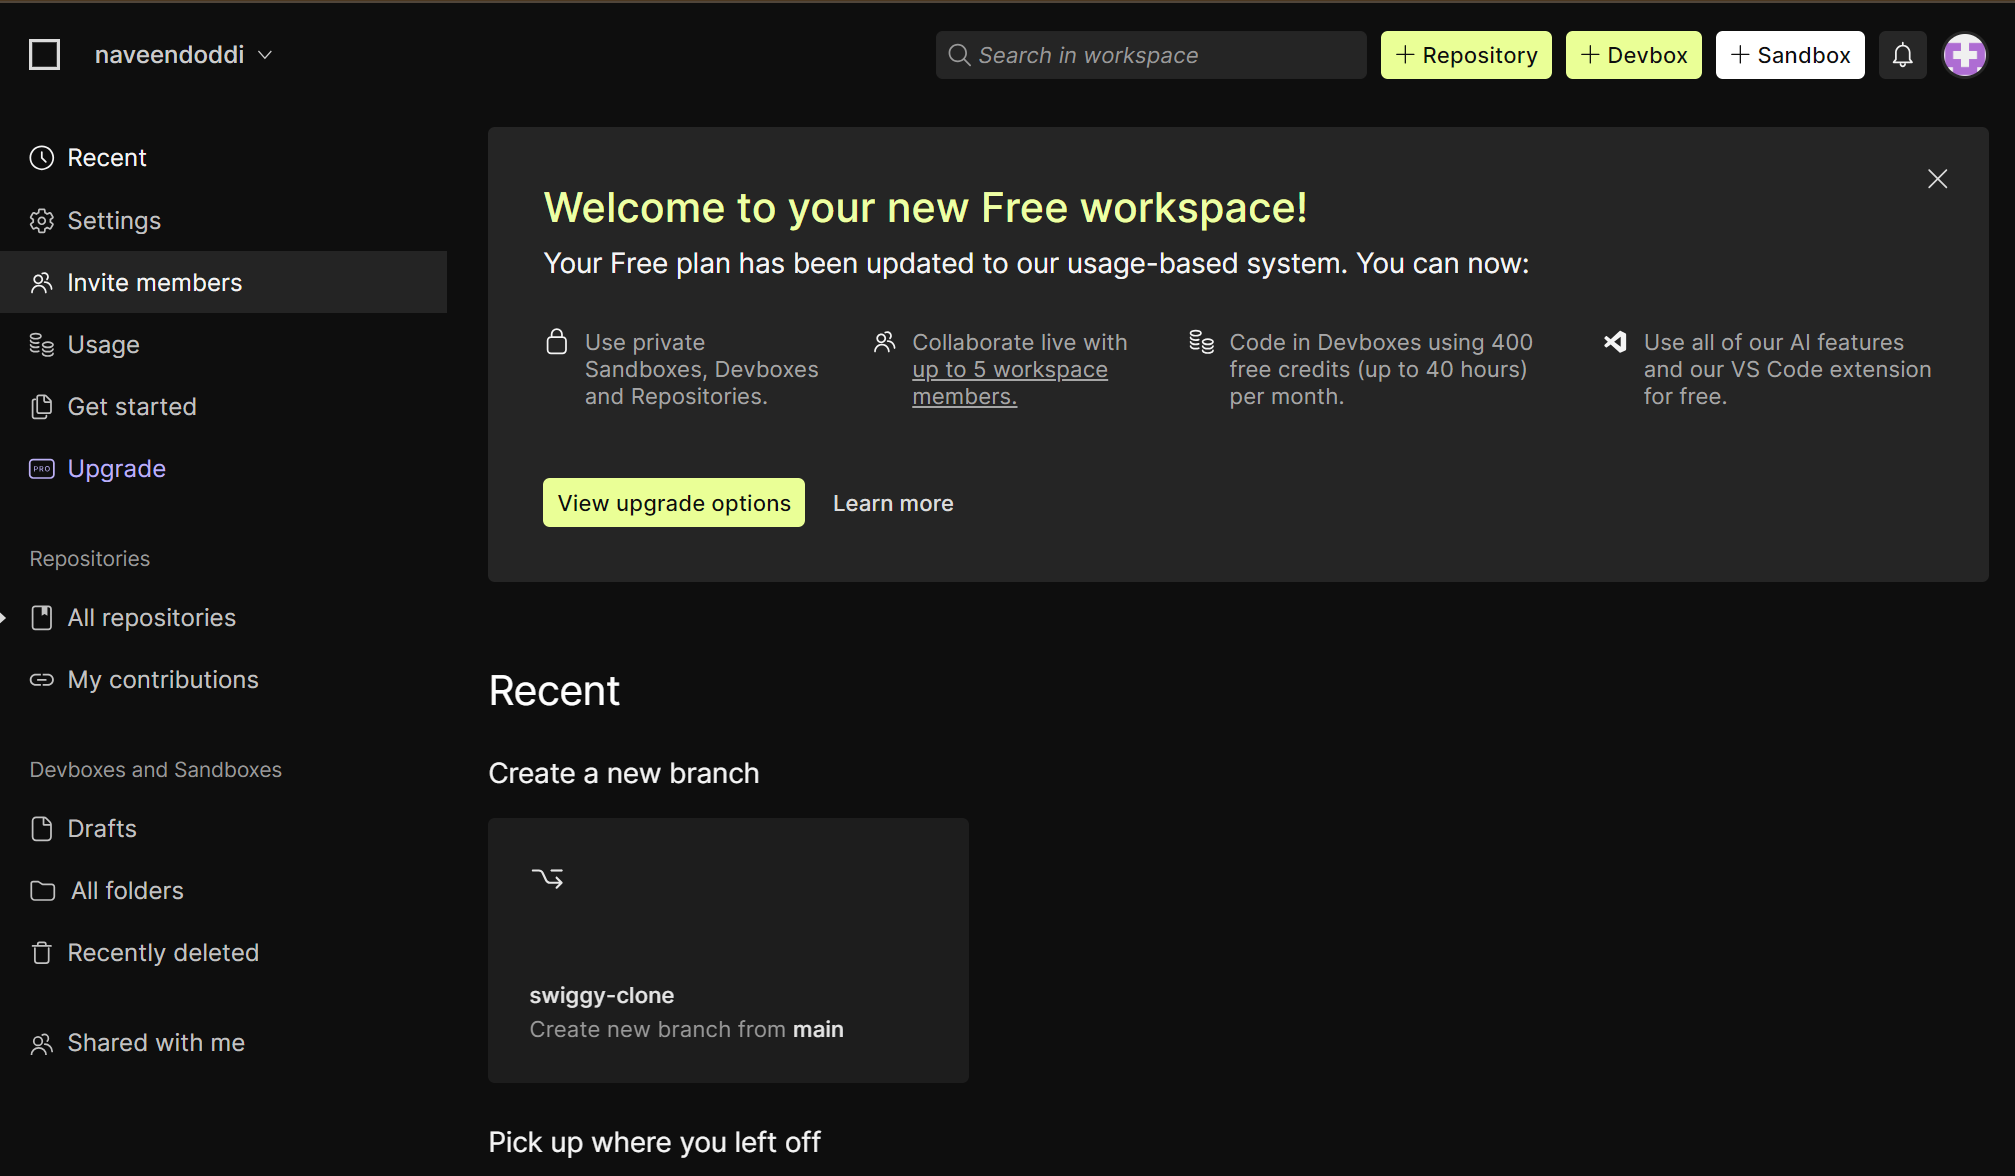 naveendoddi
Search in workspace
+ Repository
+ Devbox
+ Sandbox
Recent
Settings
Invite members
Usage
Get started
PRO
Upgrade
Repositories
All repositories
My contributions
Devboxes and Sandboxes
Drafts
All folders
Recently deleted
Shared with me
Welcome to your new Free workspace!
Your Free plan has been updated to our usage-based system. You can now:
Use private
Sandboxes, Devboxes
and Repositories.
Collaborate live with
up to 5 workspace
members.
Code in Devboxes using 400
free credits (up to 40 hours)
per month.
Use all of our AI features
and our VS Code extension
for free.
View upgrade options
Learn more
Recent
Create a new branch
swiggy-clone
Create new branch from main
Pick up where you left off